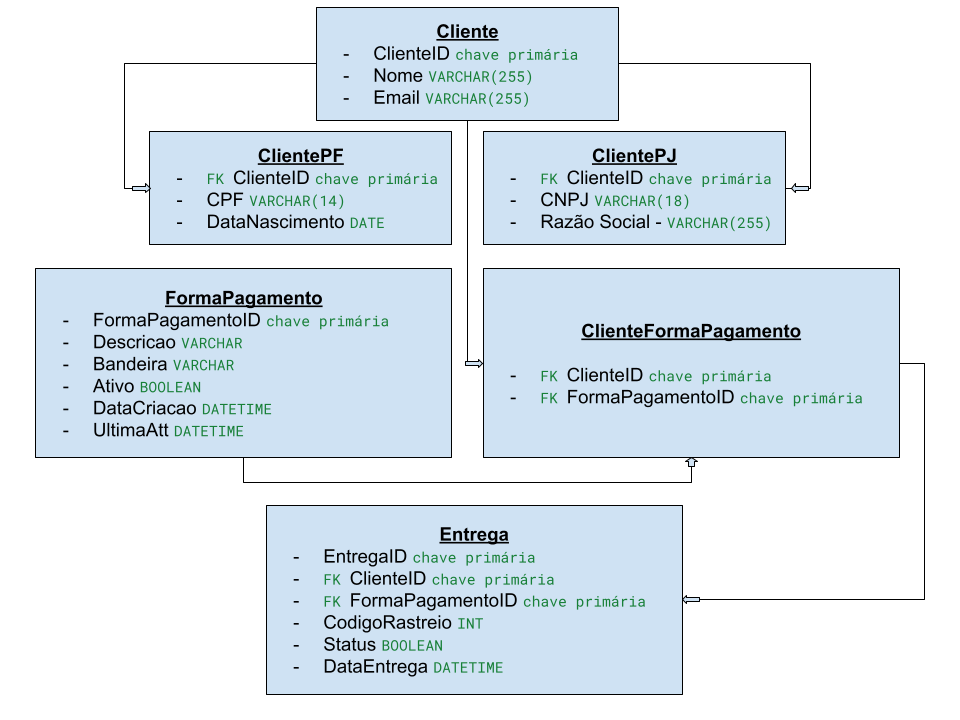 Cliente
- ClienteID chave primária
- Nome VARCHAR(255)
- Email VARCHAR(255)
ClientePF
- FK ClienteID chave primária
- CPF VARCHAR(14)
- DataNascimento DATE
ClientePJ
- FK ClienteID chave primária
- CNPJ VARCHAR(18)
- Razão Social - VARCHAR(255)
FormaPagamento
- FormaPagamentoID chave primária
- Descricao VARCHAR
- Bandeira VARCHAR
- Ativo BOOLEAN
- DataCriacao DATETIME
- UltimaAtt DATETIME
ClienteFormaPagamento
- FK ClienteID chave primária
- FK FormaPagamentoID chave primária
Entrega
- EntregaID chave primária
- FK ClienteID chave primária
- FK FormaPagamentoID chave primária
- CodigoRastreio INT
- Status BOOLEAN
- DataEntrega DATETIME